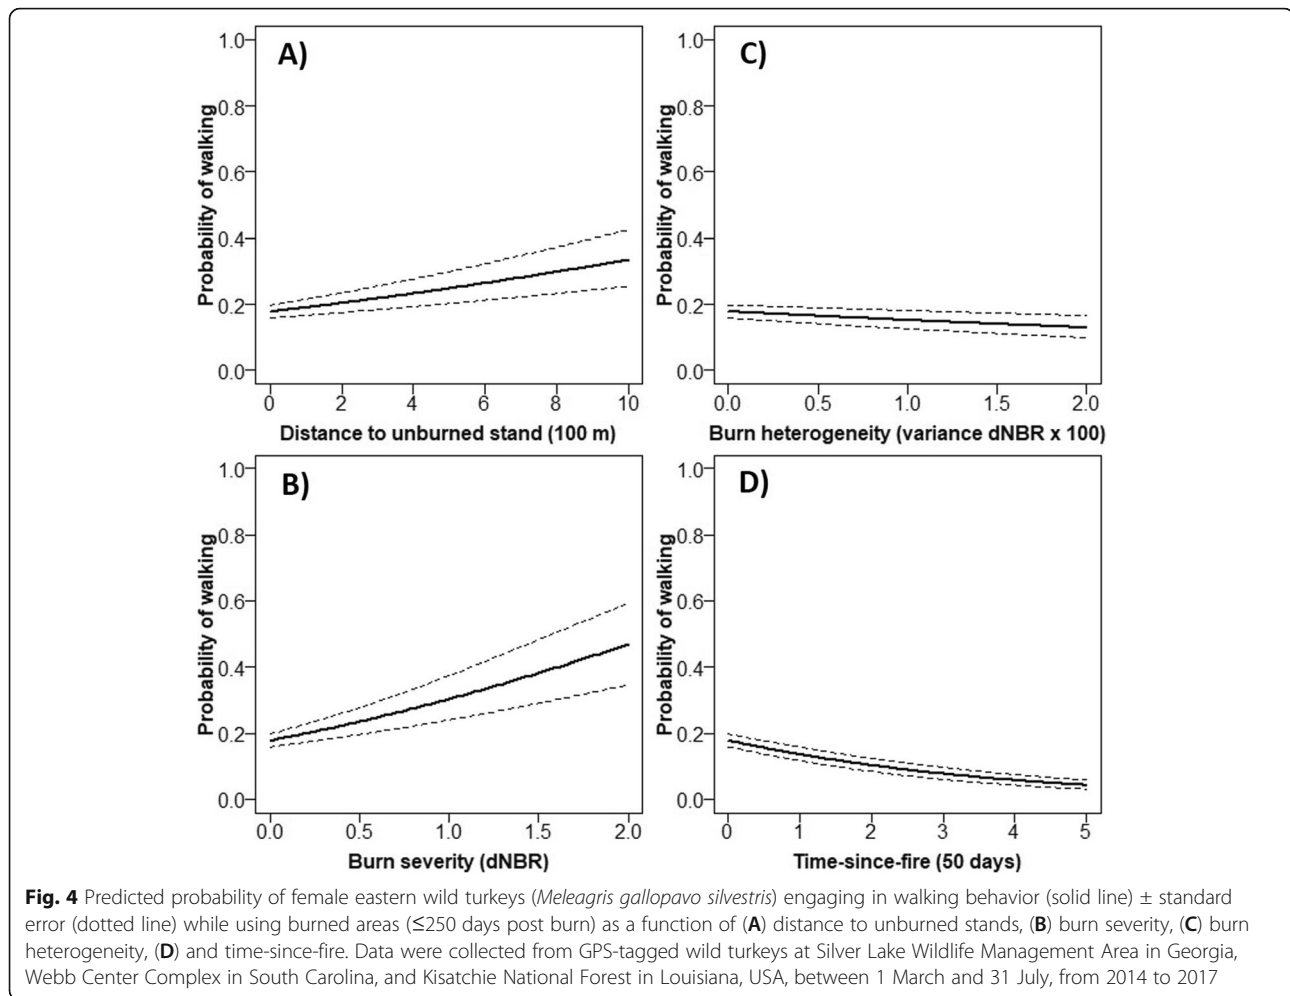 A)
Probability of walking
1.0
0.8
0.6
0.4
0.2
0.0
0 2 4 6 8 10
Distance to unburned stand (100 m)
C)
Probability of walking
1.0
0.8
0.6
0.4
0.2
0.0
0.0 0.5 1.0 1.5 2.0
Burn heterogeneity (variance dNBR x 100)
B)
Probability of walking
1.0
0.8
0.6
0.4
0.2
0.0
0.0 0.5 1.0 1.5 2.0
Burn severity (dNBR)
D)
Probability of walking
1.0
0.8
0.6
0.4
0.2
0.0
0 1 2 3 4 5
Time-since-fire (50 days)
Fig. 4 Predicted probability of female eastern wild turkeys (Meleagris gallopavo silvestris) engaging in walking behavior (solid line) ± standard
error (dotted line) while using burned areas (≤250 days post burn) as a function of (A) distance to unburned stands, (B) burn severity, (C) burn
heterogeneity, (D) and time-since-fire. Data were collected from GPS-tagged wild turkeys at Silver Lake Wildlife Management Area in Georgia,
Webb Center Complex in South Carolina, and Kisatchie National Forest in Louisiana, USA, between 1 March and 31 July, from 2014 to 2017